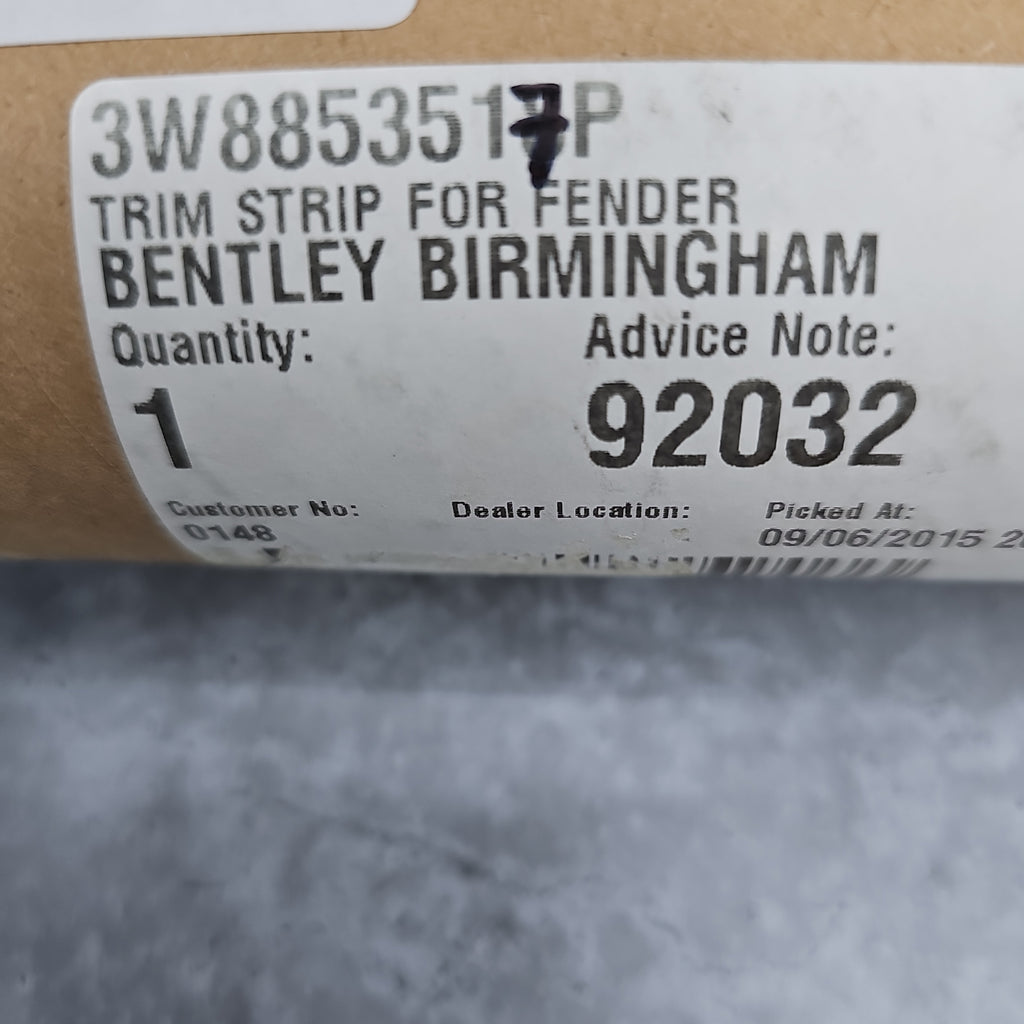 3W8853517P
TRIM STRIP FOR FENDER
BENTLEY BIRMINGHAM
Quantity: Advice Note:
1 92032
Customer No: Dealer Location: Picked At:
0148 09/06/2015